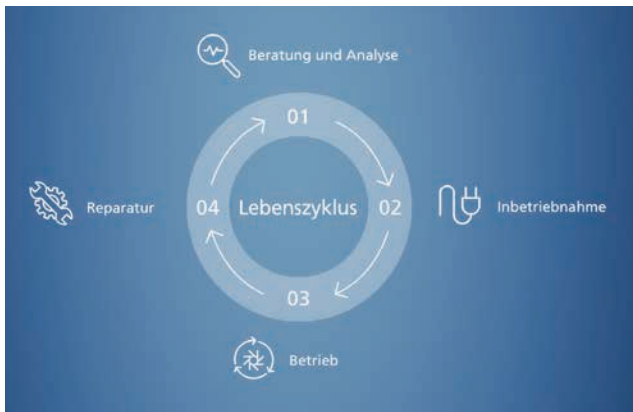 Beratung und Analyse
01
Reparatur
04
Lebenszyklus
02
Inbetriebnahme
03
Betrieb